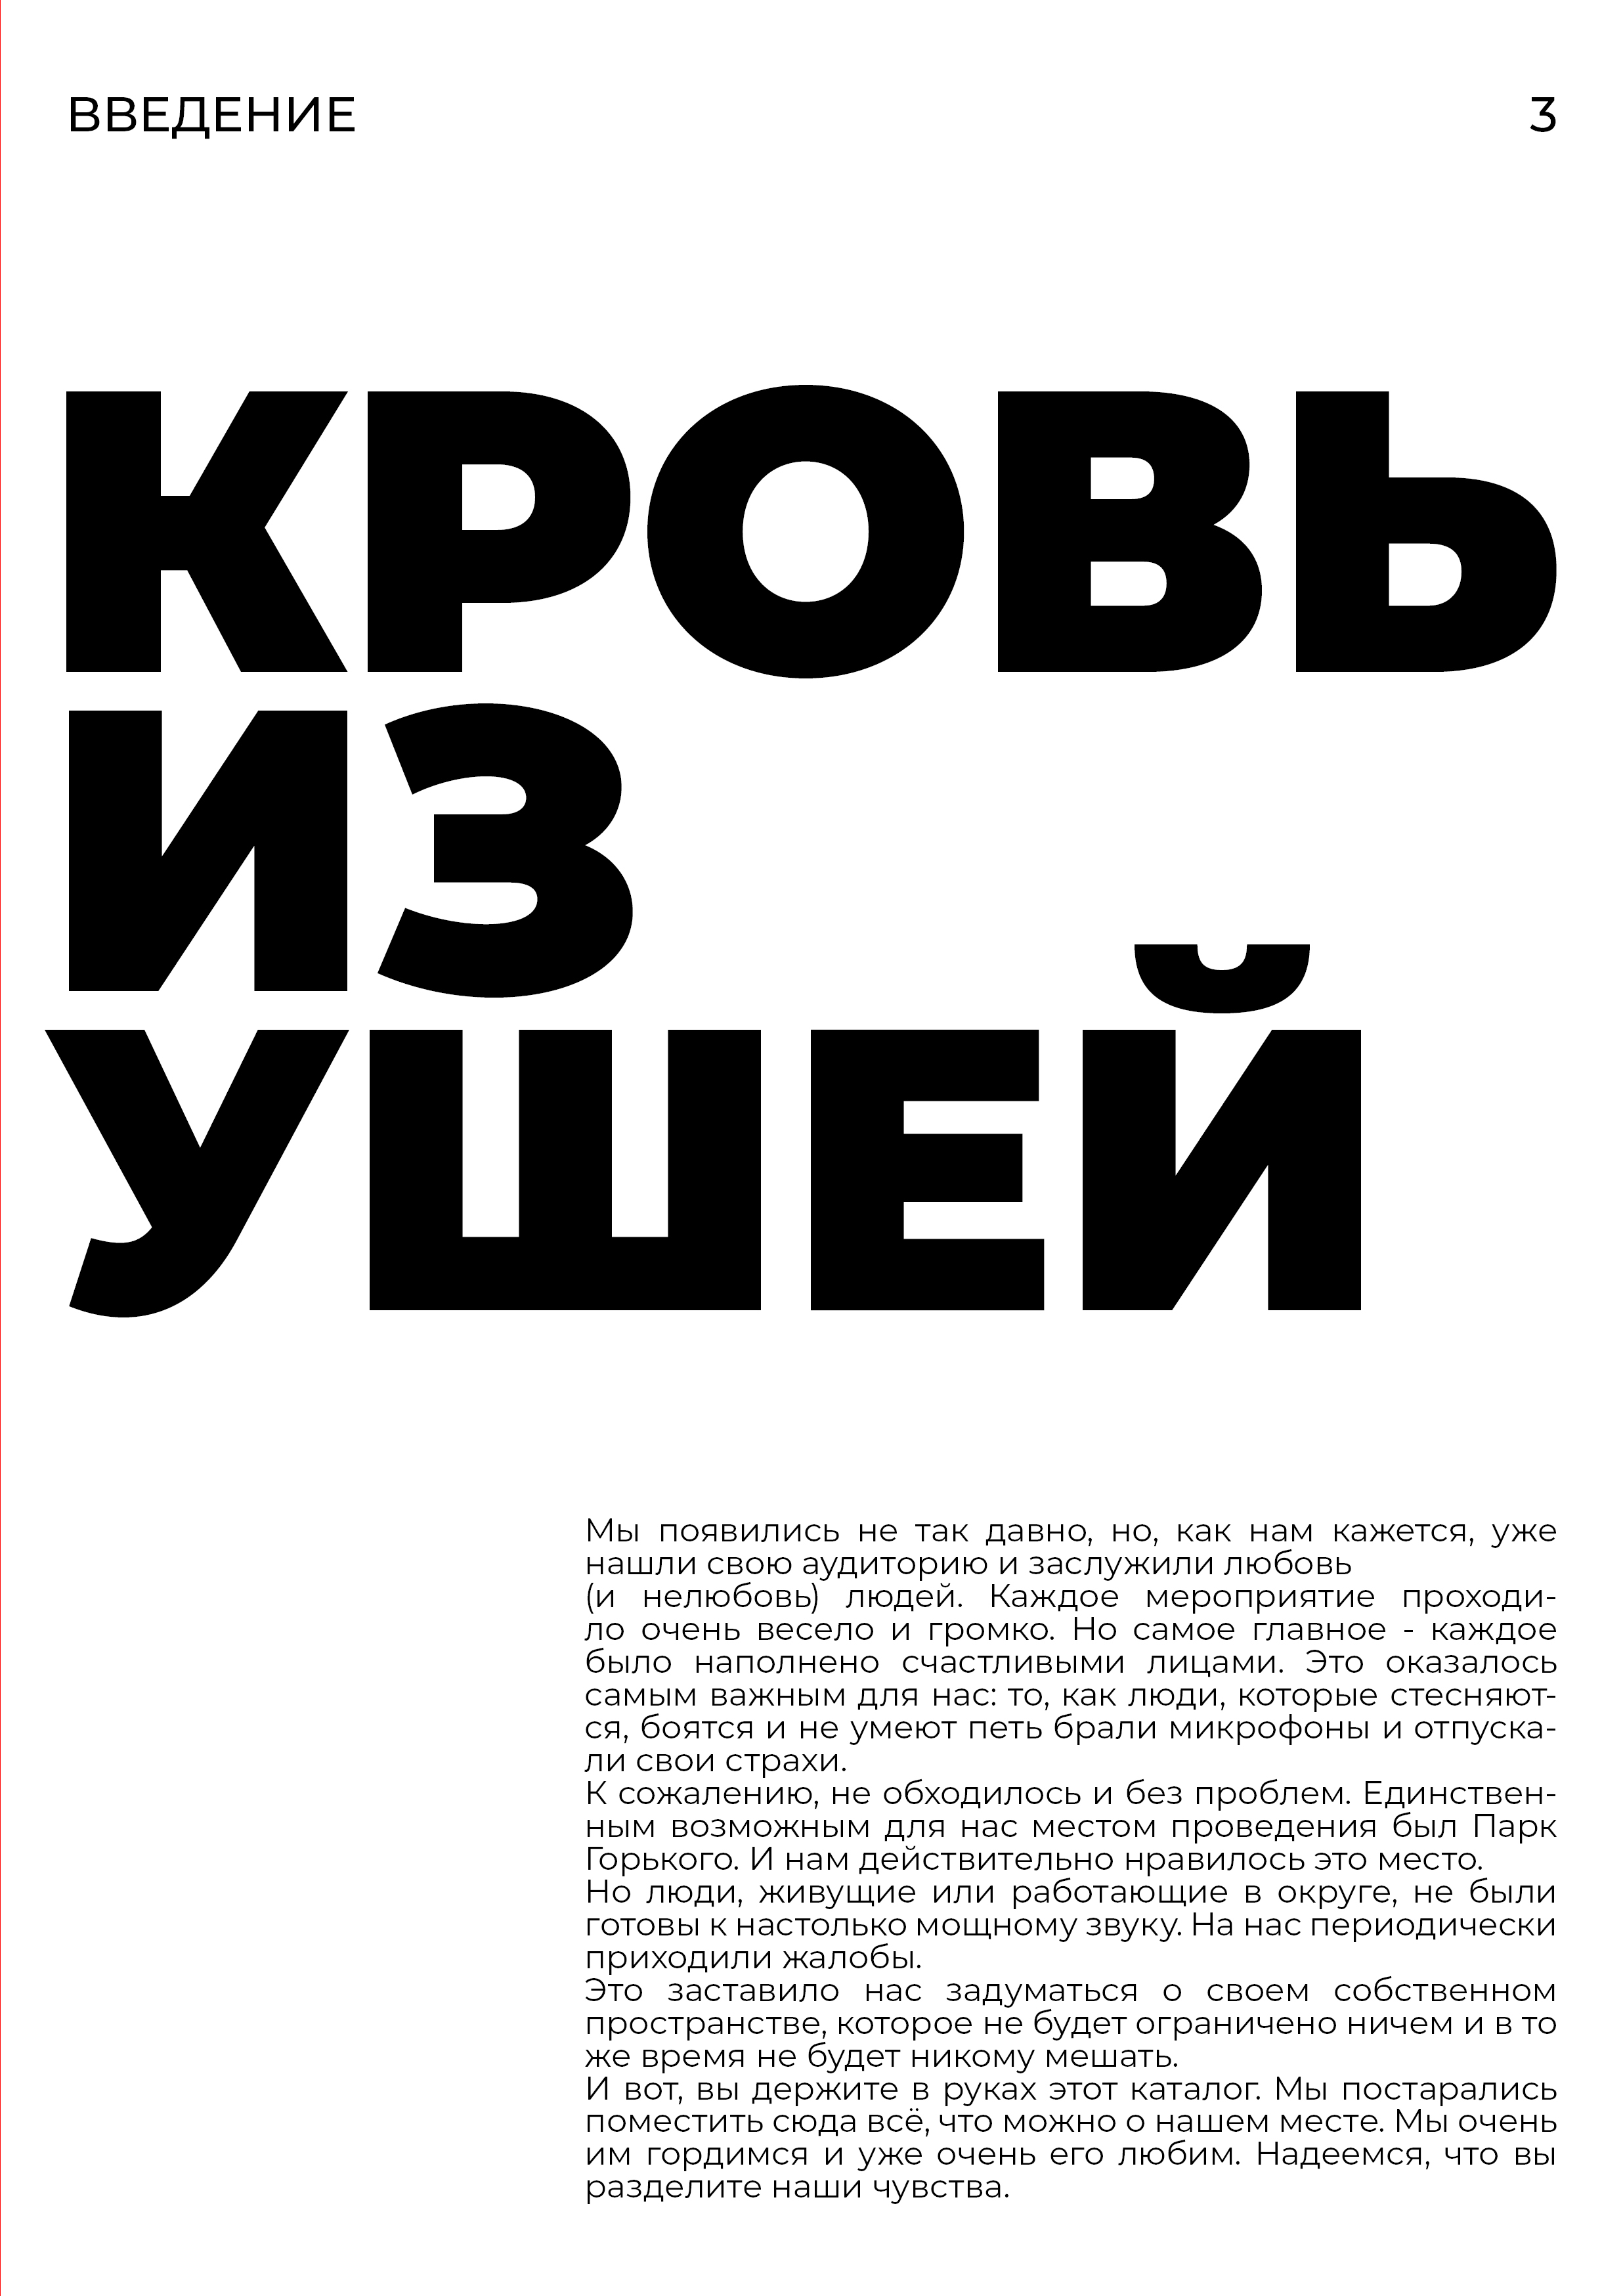 ВВЕДЕНИЕ 3
КРОВЬ
ИЗ
УШЕЙ
Мы появились не так давно, но, как нам кажется, уже
нашли свою аудиторию и заслужили любовь
(и нелюбовь) людей. Каждое мероприятие проходи-
ло очень весело и громко. Но самое главное - каждое
было наполнено счастливыми лицами. Это оказалось
самым важным для нас: то, как люди, которые стесняют-
ся, боятся и не умеют петь брали микрофоны и отпуска-
ли свои страхи.
К сожалению, не обходилось и без проблем. Единствен-
ным возможным для нас местом проведения был Парк
Горького. И нам действительно нравилось это место.
Но люди, живущие или работающие в округе, не были
готовы к настолько мощному звуку. На нас периодически
приходили жалобы.
Это заставило нас задуматься о своем собственном
пространстве, которое не будет ограничено ничем и в то
же время не будет никому мешать.
И вот, вы держите в руках этот каталог. Мы постарались
поместить сюда всё, что можно о нашем месте. Мы очень
им гордимся и уже очень его любим. Надеемся, что вы
разделите наши чувства.